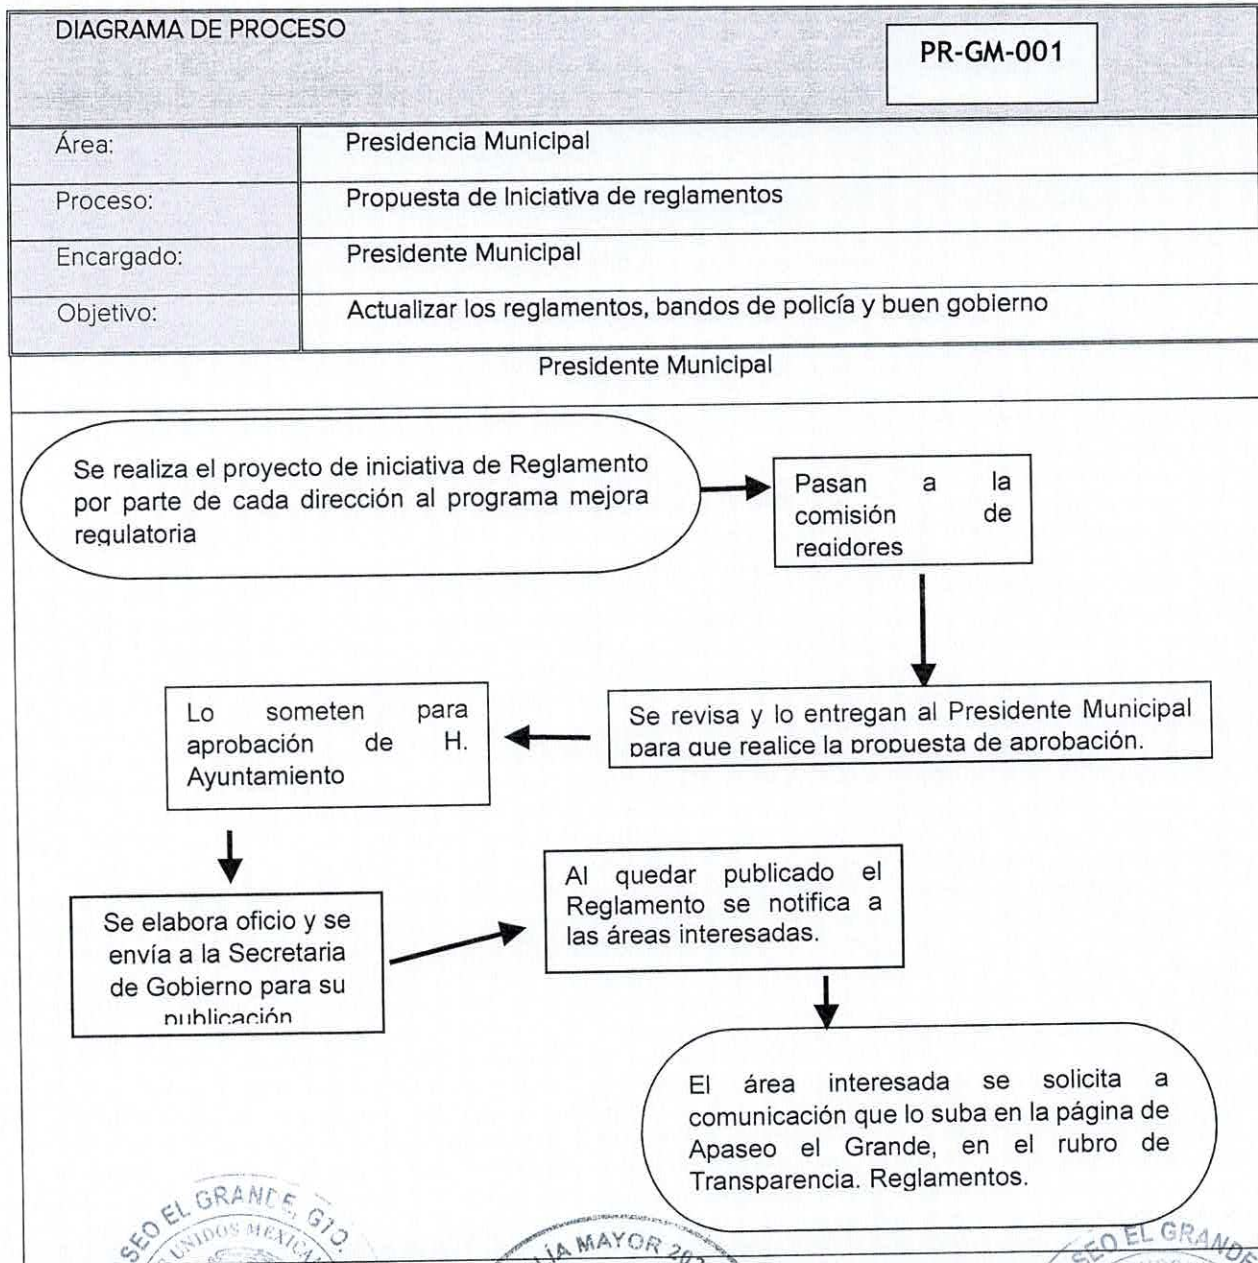 DIAGRAMA DE PROCESO
PR-GM-001
Área:
Presidencia Municipal
Proceso:
Propuesta de Iniciativa de reglamentos
Encargado:
Presidente Municipal
Objetivo:
Actualizar los reglamentos, bandos de policía y buen gobierno
Presidente Municipal
Se realiza el proyecto de iniciativa de Reglamento
por parte de cada dirección al programa mejora
regulatoria
Pasan a la
comisión de
regidores
Se revisa y lo entregan al Presidente Municipal
para que realice la propuesta de aprobación.
Lo someten para
aprobación de H.
Ayuntamiento
Se elabora oficio y se
envía a la Secretaria
de Gobierno para su
publicación
Al quedar publicado el
Reglamento se notifica a
las áreas interesadas.
El área interesada se solicita a
comunicación que lo suba en la página de
Apaseo el Grande, en el rubro de
Transparencia. Reglamentos.
SEO EL GRANDE, GTO.
UNIDOS MEXICAN
MAYOR
SEO EL GRANDE